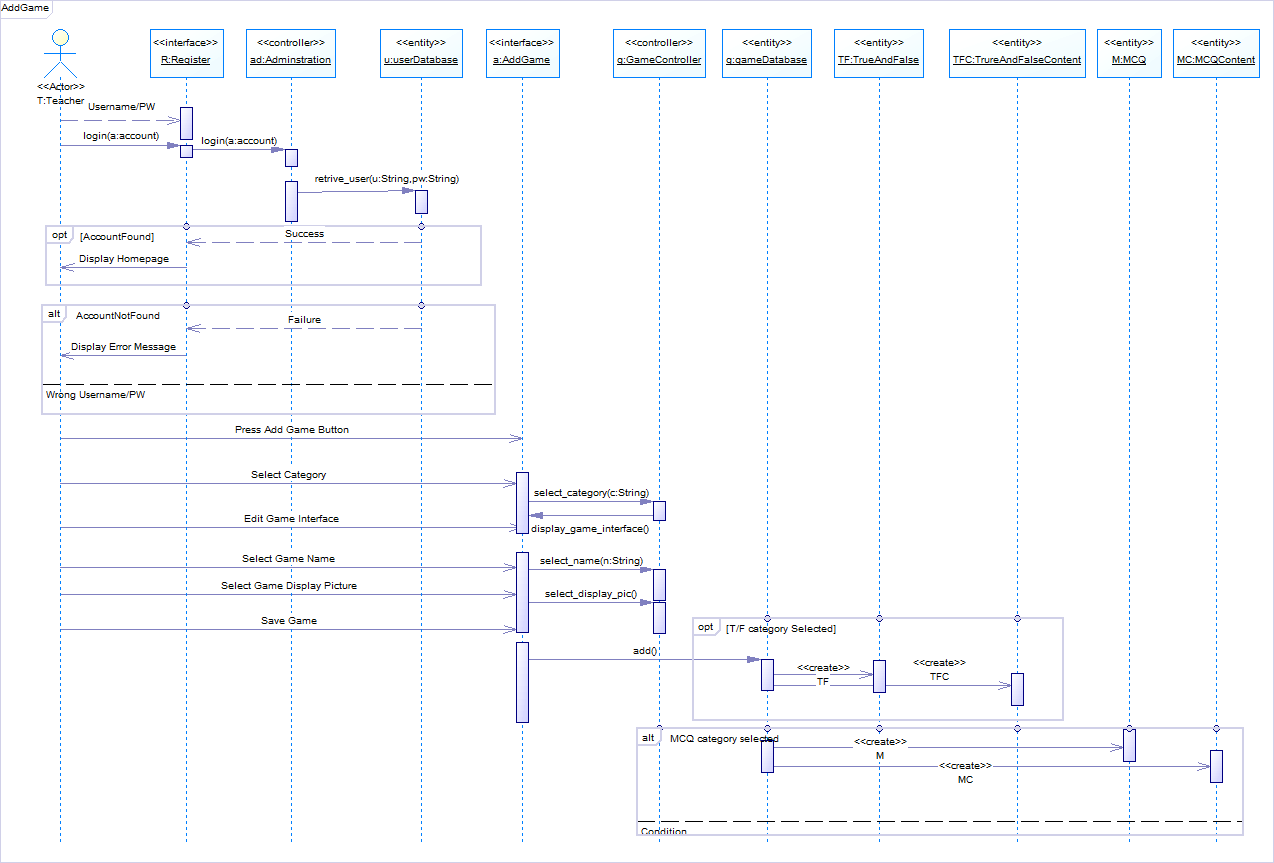 AddGame
<<Actor>>
T:Teacher
<<interface>>
R:Register
<<controller>>
ad:Adminstration
<<entity>>
u:userDatabase
<<interface>>
a:AddGame
<<controller>>
g:GameController
<<entity>>
g:gameDatabase
<<entity>>
TF:TrueAndFalse
<<entity>>
TFC:TrureAndFalseContent
<<entity>>
M:MCQ
<<entity>>
MC:MCQContent
Username/PW
login(a:account)
login(a:account)
retrive_user(u:String,pw:String)
opt
[AccountFound]
Success
Display Homepage
alt
AccountNotFound
Failure
Display Error Message
Wrong Username/PW
Press Add Game Button
Select Category
select_category(c:String)
Edit Game Interface
display_game_interface()
Select Game Name
select_name(n:String)
Select Game Display Picture
select_display_pic()
Save Game
opt
[T/F category Selected]
add()
<<create>>
TF
<<create>>
TFC
alt
MCQ category selected
<<create>>
M
<<create>>
MC
Condition